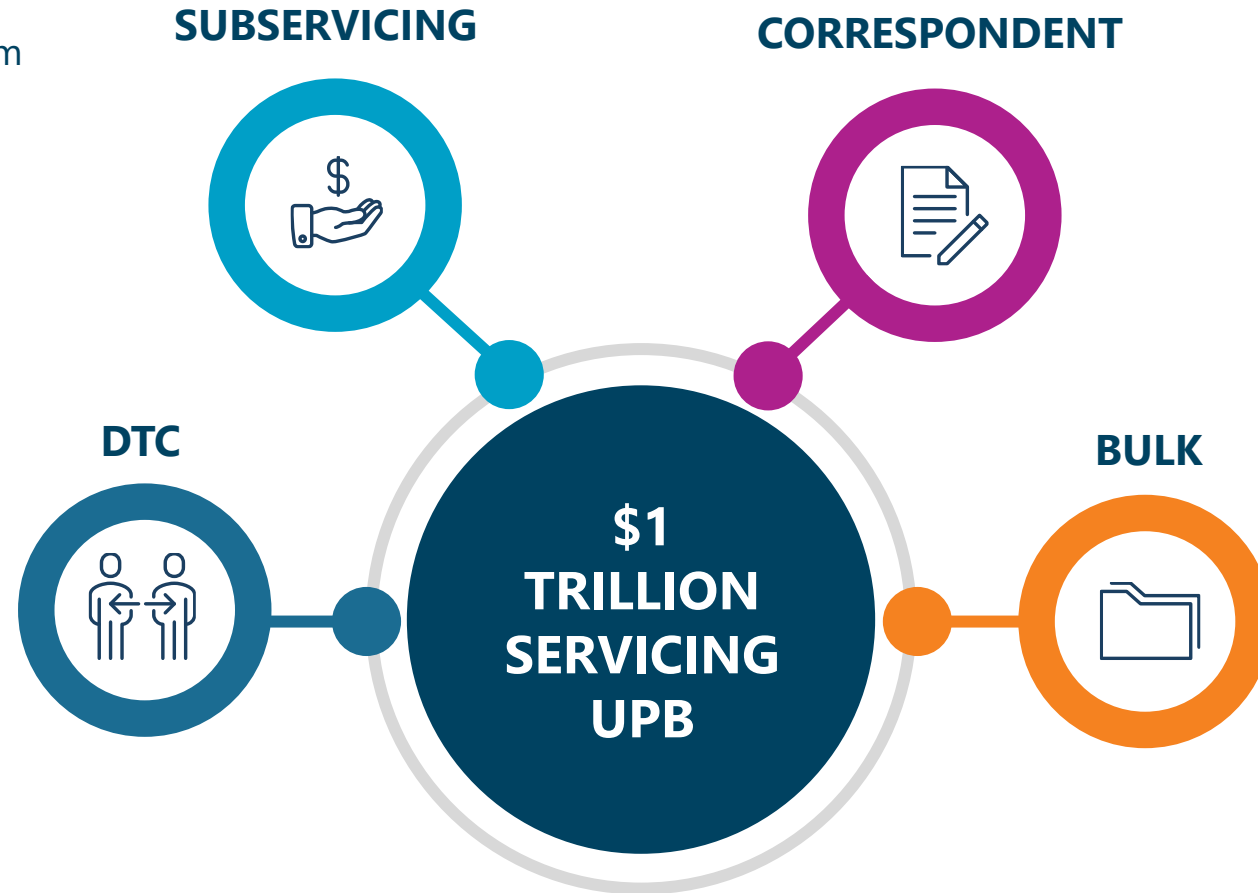 SUBSERVICING
CORRESPONDENT
m
$
DTC
BULK
$1
TRILLION
SERVICING
UPB